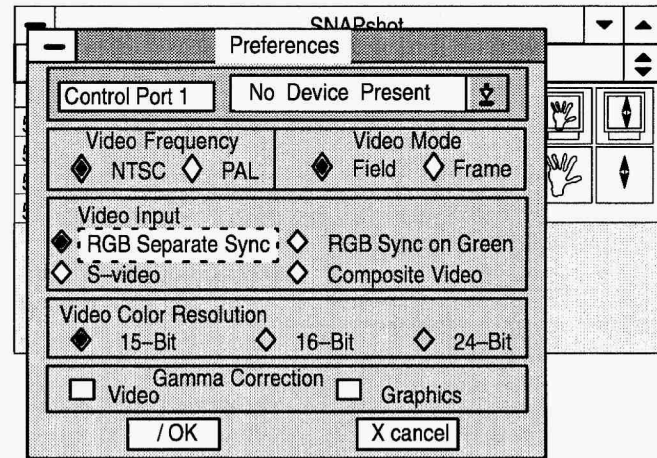 SNAPshot
Preferences
Control Port 1 No Device Present
Video Frequency Video Mode
NTSC PAL Field Frame
Video Input
RGB Separate Sync RGB Sync on Green
S–video Composite Video
Video Color Resolution
15–Bit 16–Bit 24–Bit
Gamma Correction
Video Graphics
/ OK X cancel